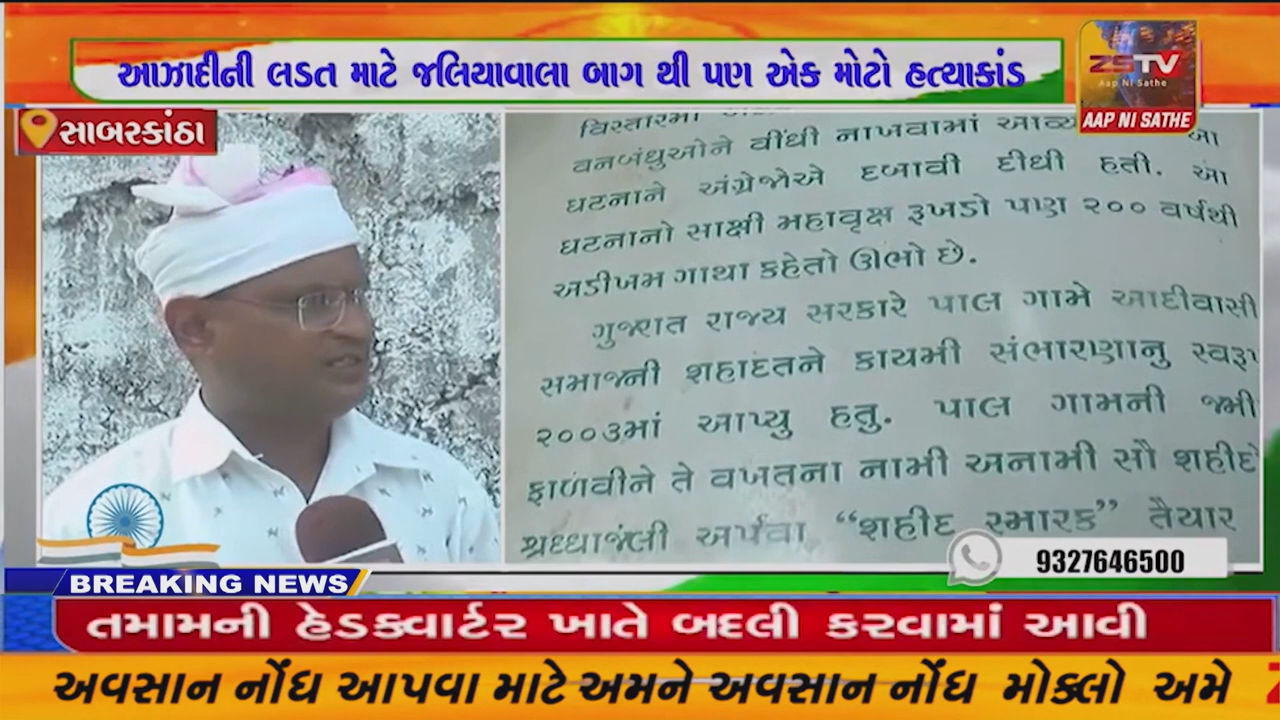 આઝાદીની લડત માટે જલિયાવાલા બાગ થી પણ એક મોટો હત્યાકાંડ
ZSTV
Aap Ni Sathe
AAP NI SATHE
સાબરકાંઠા
વિસ્તારમાં
વનબંધુઓને વીંધી નાખવામાં આવ્યા આ
ઘટનાને અંગ્રેજોએ દબાવી દીધી હતી. આ
ઘટનાનો સાક્ષી મહાવૃક્ષ રૂખડો પણ ૨૦૦ વર્ષથી
અડીખમ ગાથા કહેતો ઊભો છે.
ગુજરાત રાજ્ય સરકારે પાલ ગામે આદીવાસી
સમાજની શહાદતને કાયમી સંભારણાનુ સ્વરૂપ
૨૦૦૩માં આપ્યુ હતુ. પાલ ગામની જમી
ફાળવીને તે વખતના નામી અનામી સૌ શહીદો
શ્રધ્ધાજંલી અર્પવા “શહીદ સ્મારક” તૈયાર
9327646500
BREAKING NEWS
તમામની હેડક્વાર્ટર ખાતે બદલી કરવામાં આવી
અવસાન નોંધ આપવા માટે અમને અવસાન નોંધ મોકલો અમે